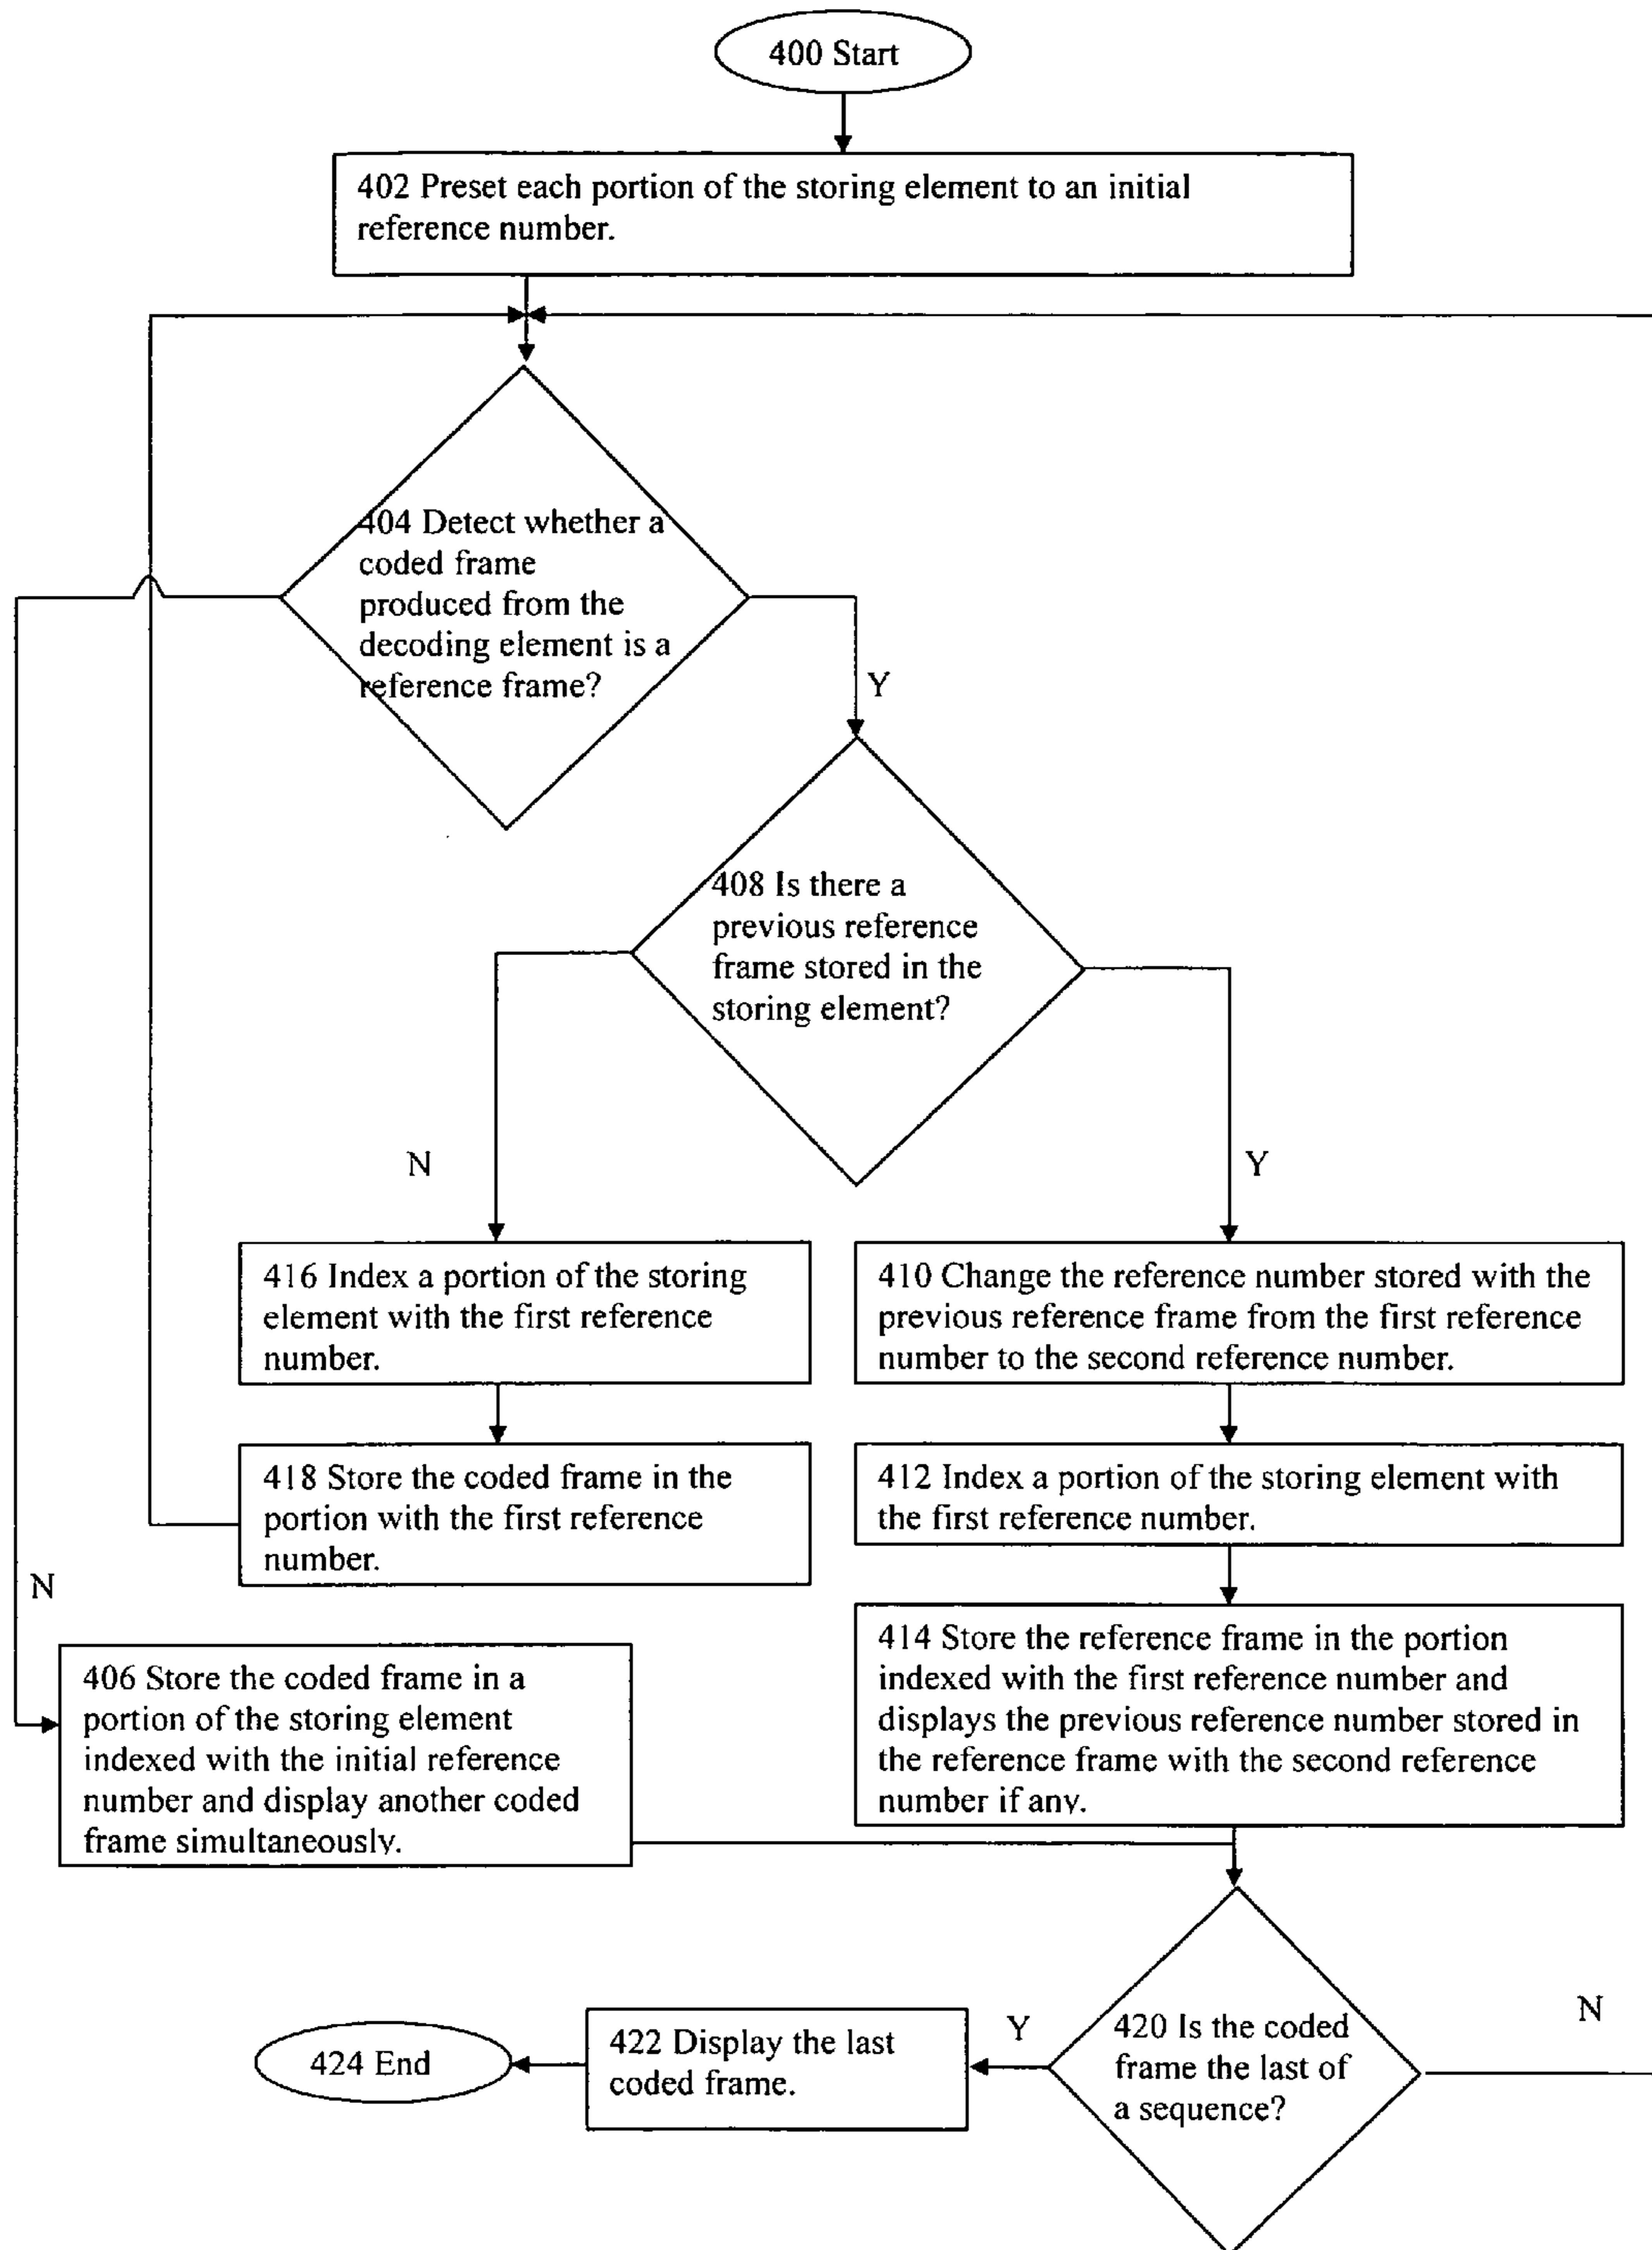 400 Start
402 Preset each portion of the storing element to an initial
reference number.
404 Detect whether a
coded frame
produced from the
decoding element is a
reference frame?
Y
408 Is there a
previous reference
frame stored in the
storing element?
N
Y
416 Index a portion of the storing
element with the first reference
number.
410 Change the reference number stored with the
previous reference frame from the first reference
number to the second reference number.
418 Store the coded frame in the
portion with the first reference
number.
412 Index a portion of the storing element with
the first reference number.
N
406 Store the coded frame in a
portion of the storing element
indexed with the initial reference
number and display another coded
frame simultaneously.
414 Store the reference frame in the portion
indexed with the first reference number and
displays the previous reference number stored in
the reference frame with the second reference
number if any.
420 Is the coded
frame the last of
a sequence?
N
Y
422 Display the last
coded frame.
424 End